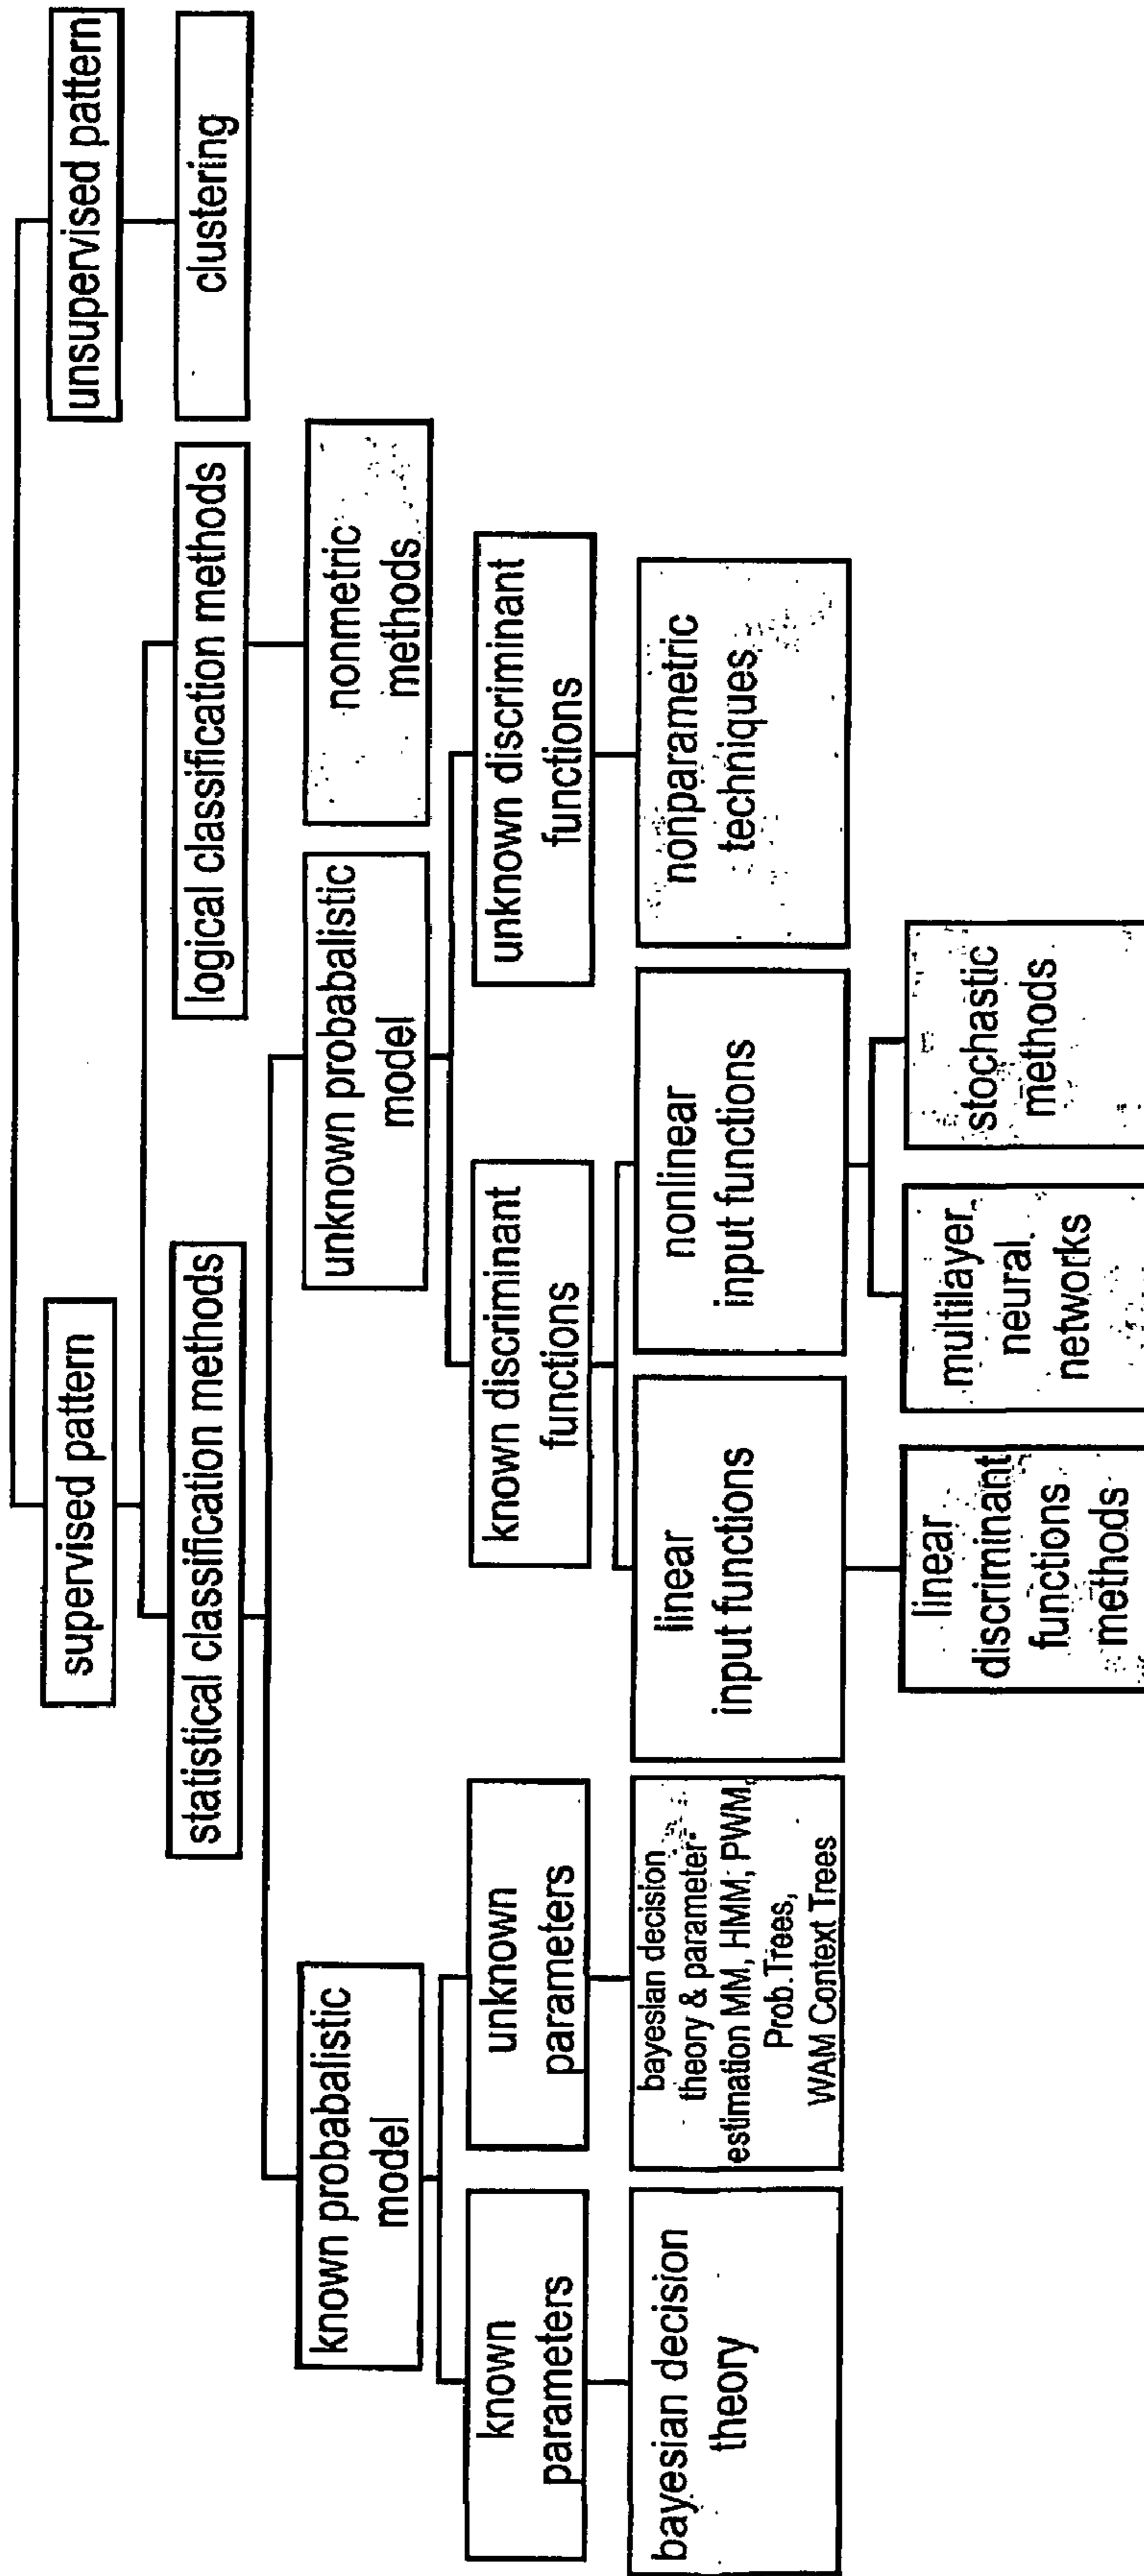 supervised pattern
unsupervised pattern
statistical classification methods
logical classification methods
clustering
known probabalistic
model
unknown probabalistic
model
nonmetric
methods
known
parameters
unknown
parameters
known discriminant
functions
unknown discriminant
functions
bayesian decision
theory
bayesian decision
theory & parameter-
estimation MM, HMM, PWM,
Prob.Trees,
WAM Context Trees
linear
input functions
nonlinear
input functions
nonparametric
techniques
linear
discriminant
functions
methods
multilayer
neural
networks
stochastic
methods